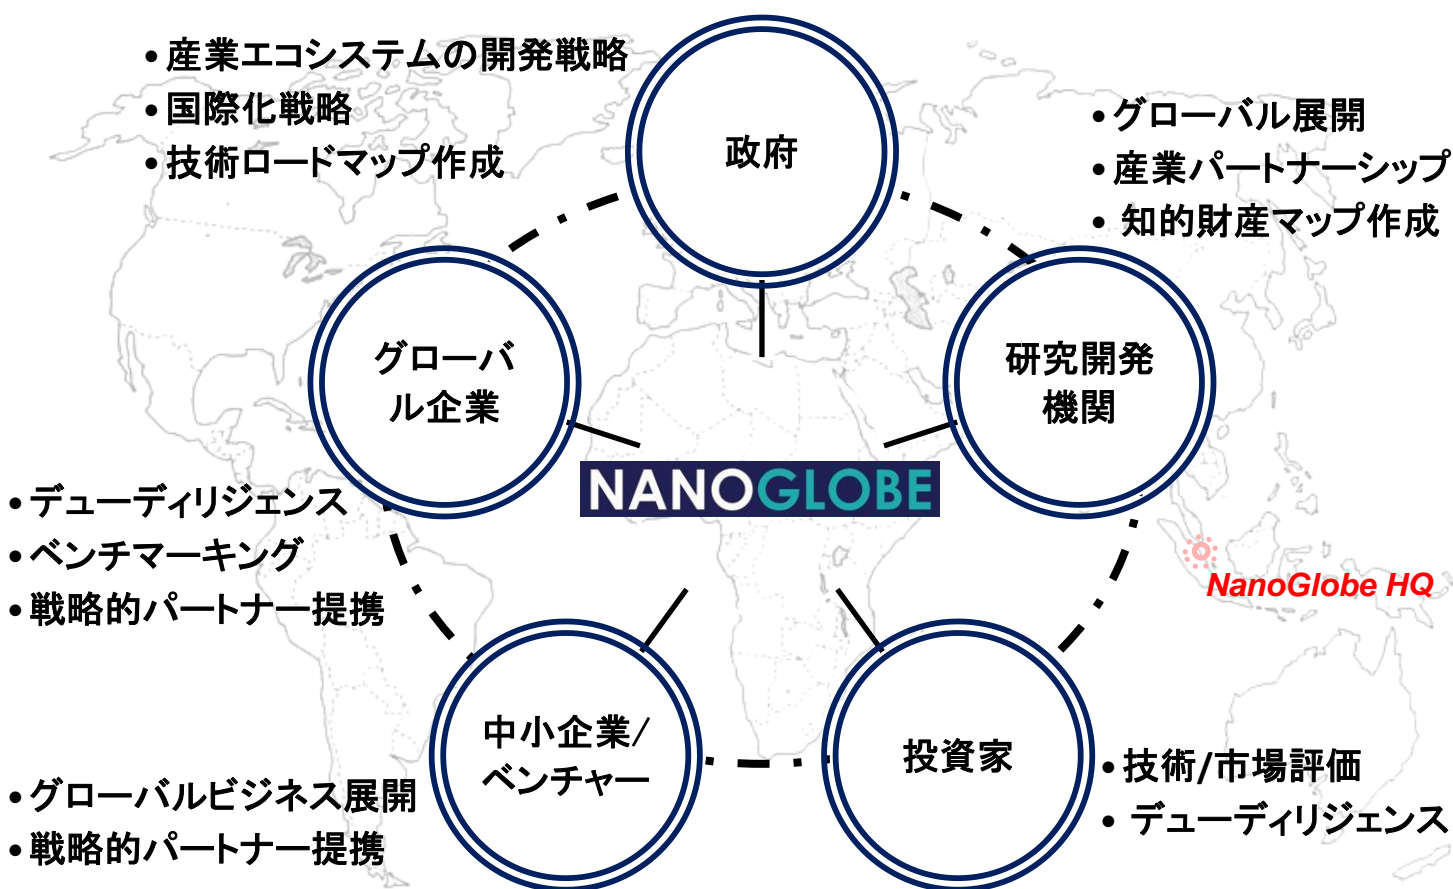 • 産業エコシステムの開発戦略
• 国際化戦略
• 技術ロードマップ作成
政府
• グローバル展開
• 産業パートナーシップ
• 知的財産マップ作成
グローバ
ル企業
研究開発
機関
NANOGLOBE
• デューディリジェンス
• ベンチマーキング
• 戦略的パートナー提携
NanoGlobe HQ
中小企業/
ベンチャー
投資家
• グローバルビジネス展開
• 戦略的パートナー提携
• 技術/市場評価
• デューディリジェンス